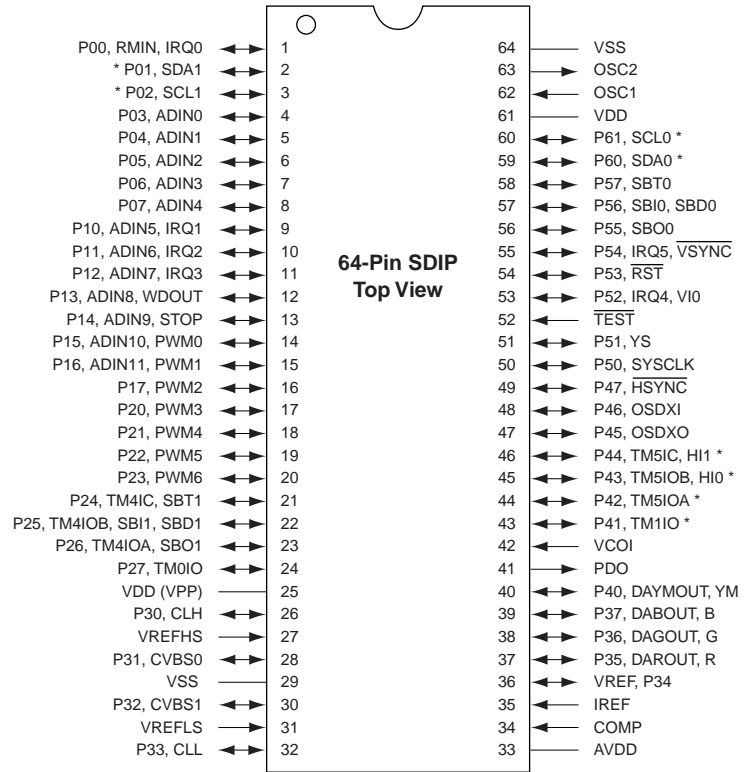 P00, RMIN, IRQ0 1 64 VSS
* P01, SDA1 2 63 OSC2
* P02, SCL1 3 62 OSC1
P03, ADIN0 4 61 VDD
P04, ADIN1 5 60 P61, SCL0 *
P05, ADIN2 6 59 P60, SDA0 *
P06, ADIN3 7 58 P57, SBT0
P07, ADIN4 8 57 P56, SBI0, SBD0
P10, ADIN5, IRQ1 9 56 P55, SBO0
P11, ADIN6, IRQ2 10 55 P54, IRQ5, VSYNC
64-Pin SDIP
P12, ADIN7, IRQ3 11 54 P53, RST
Top View
P13, ADIN8, WDOUT 12 53 P52, IRQ4, VI0
P14, ADIN9, STOP 13 52 TEST
P15, ADIN10, PWM0 14 51 P51, YS
P16, ADIN11, PWM1 15 50 P50, SYSCLK
P17, PWM2 16 49 P47, HSYNC
P20, PWM3 17 48 P46, OSDXI
P21, PWM4 18 47 P45, OSDXO
P22, PWM5 19 46 P44, TM5IC, HI1 *
P23, PWM6 20 45 P43, TM5IOB, HI0 *
P24, TM4IC, SBT1 21 44 P42, TM5IOA *
P25, TM4IOB, SBI1, SBD1 22 43 P41, TM1IO *
P26, TM4IOA, SBO1 23 42 VCOI
P27, TM0IO 24 41 PDO
VDD (VPP) 25 40 P40, DAYMOUT, YM
P30, CLH 26 39 P37, DABOUT, B
VREFHS 27 38 P36, DAGOUT, G
P31, CVBS0 28 37 P35, DAROUT, R
VSS 29 36 VREF, P34
P32, CVBS1 30 35 IREF
VREFLS 31 34 COMP
P33, CLL 32 33 AVDD